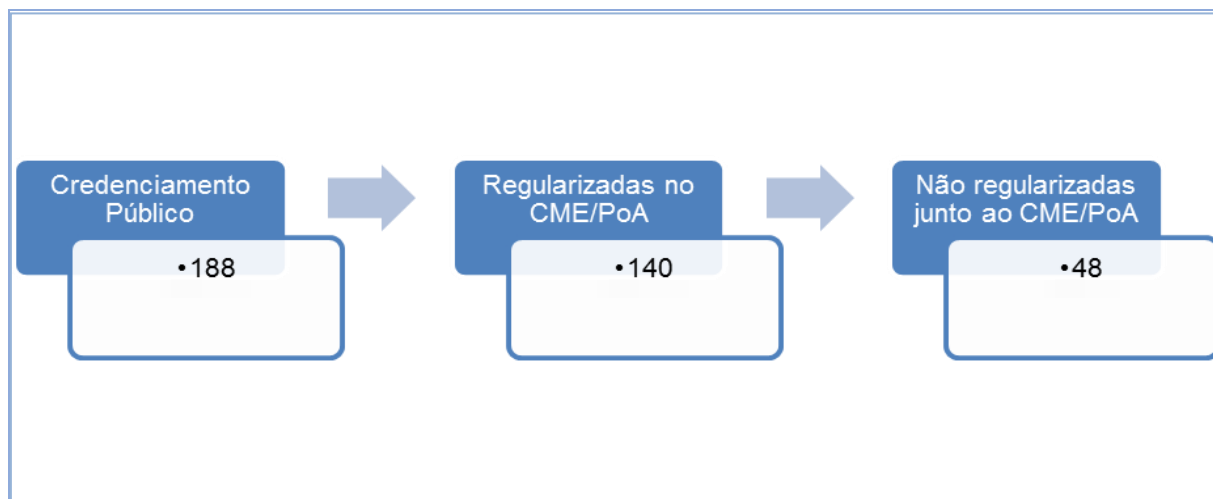 Credenciamento
Público
•188
Regularizadas no
CME/PoA
•140
Não regularizadas
junto ao CME/PoA
•48